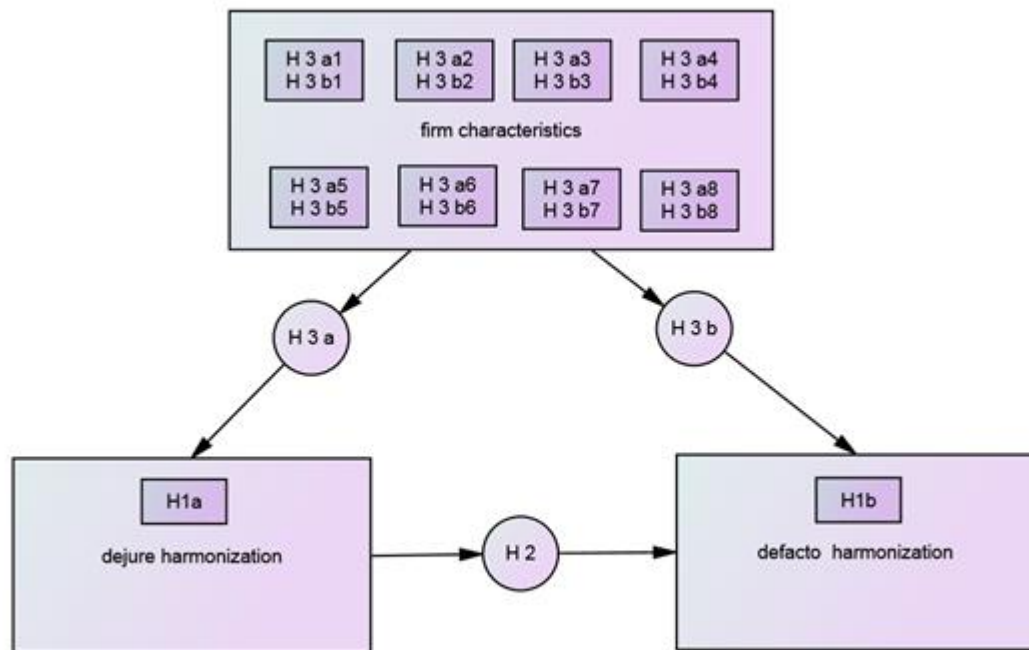 H 3 a1
H 3 b1
H 3 a2
H 3 b2
H 3 a3
H 3 b3
H 3 a4
H 3 b4
firm characteristics
H 3 a5
H 3 b5
H 3 a6
H 3 b6
H 3 a7
H 3 b7
H 3 a8
H 3 b8
H 3 a
H 3 b
H1a
dejure harmonization
H 2
H1b
defacto harmonization